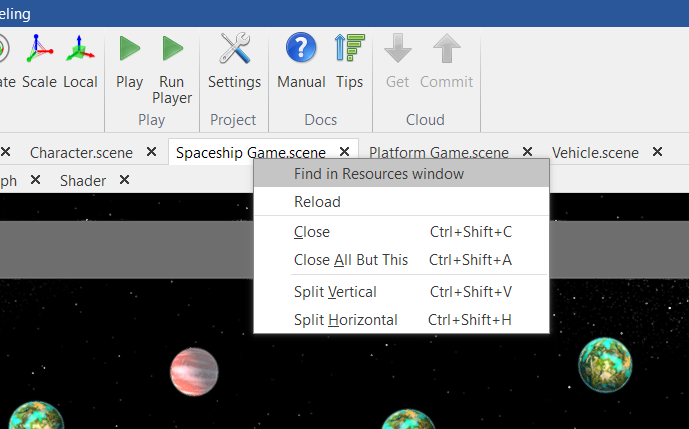 eling
ate Scale Local Play Run Player Settings Manual Tips Get Commit
Play Project Docs Cloud
Character.scene Spaceship Game.scene Platform Game.scene Vehicle.scene
ph Shader
Find in Resources window
Reload
Close Ctrl+Shift+C
Close All But This Ctrl+Shift+A
Split Vertical Ctrl+Shift+V
Split Horizontal Ctrl+Shift+H